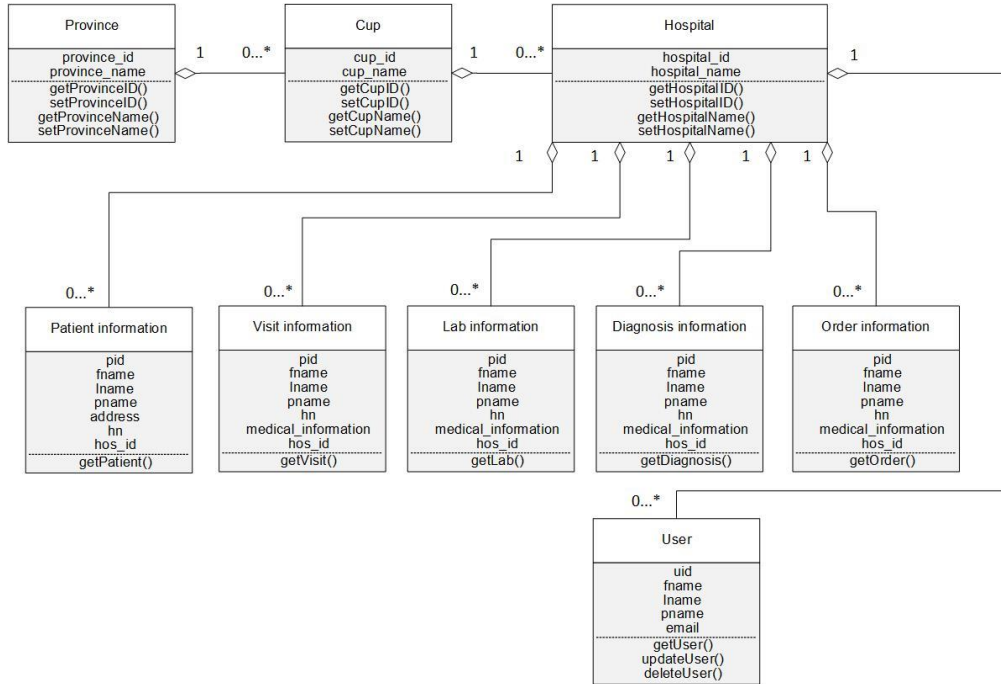 Province
province_id
province_name
getProvinceID()
setProvinceID()
getProvinceName()
setProvinceName()
1
0...*
Cup
cup_id
cup_name
getCupID()
setCupID()
getCupName()
setCupName()
1
0...*
Hospital
hospital_id
hospital_name
getHospitalID()
setHospitalID()
getHospitalName()
setHospitalName()
1
1
1
1
1
1
0...*
0...*
0...*
0...*
0...*
Patient information
pid
fname
lname
pname
address
hn
hos_id
getPatient()
Visit information
pid
fname
lname
pname
hn
medical_information
hos_id
getVisit()
Lab information
pid
fname
lname
pname
hn
medical_information
hos_id
getLab()
Diagnosis information
pid
fname
lname
pname
hn
medical_information
hos_id
getDiagnosis()
Order information
pid
fname
lname
pname
hn
medical_information
hos_id
getOrder()
0...*
User
uid
fname
lname
pname
email
getUser()
updateUser()
deleteUser()